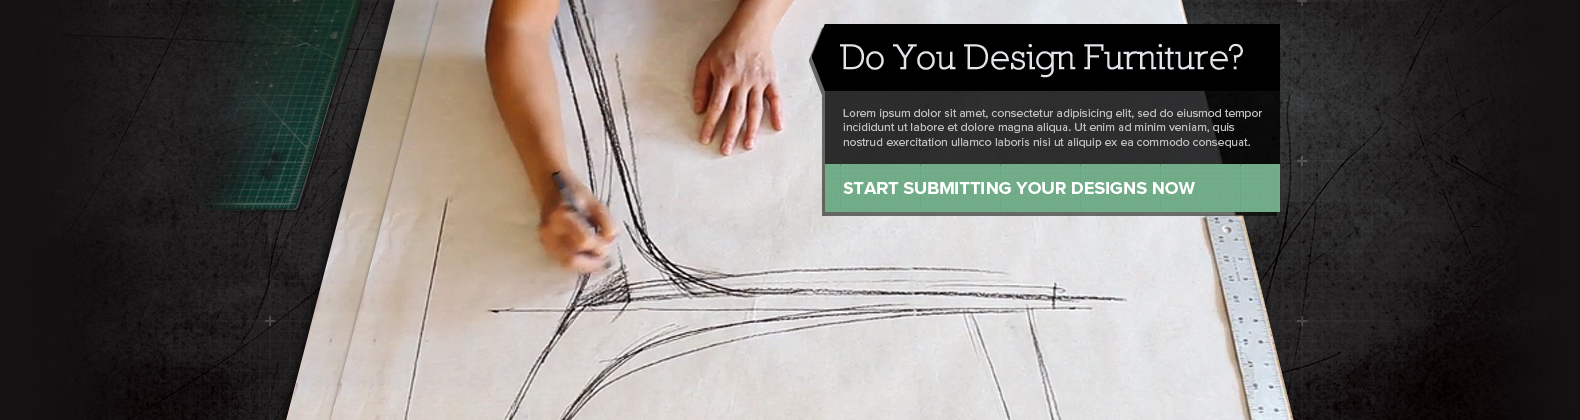 Do You Design Furniture?
Lorem ipsum dolor sit amet, consectetur adipisicing elit, sed do eiusmod tempor
incididunt ut labore et dolore magna aliqua. Ut enim ad minim veniam, quis
nostrud exercitation ullamco laboris nisi ut aliquip ex ea commodo consequat.
START SUBMITTING YOUR DESIGNS NOW